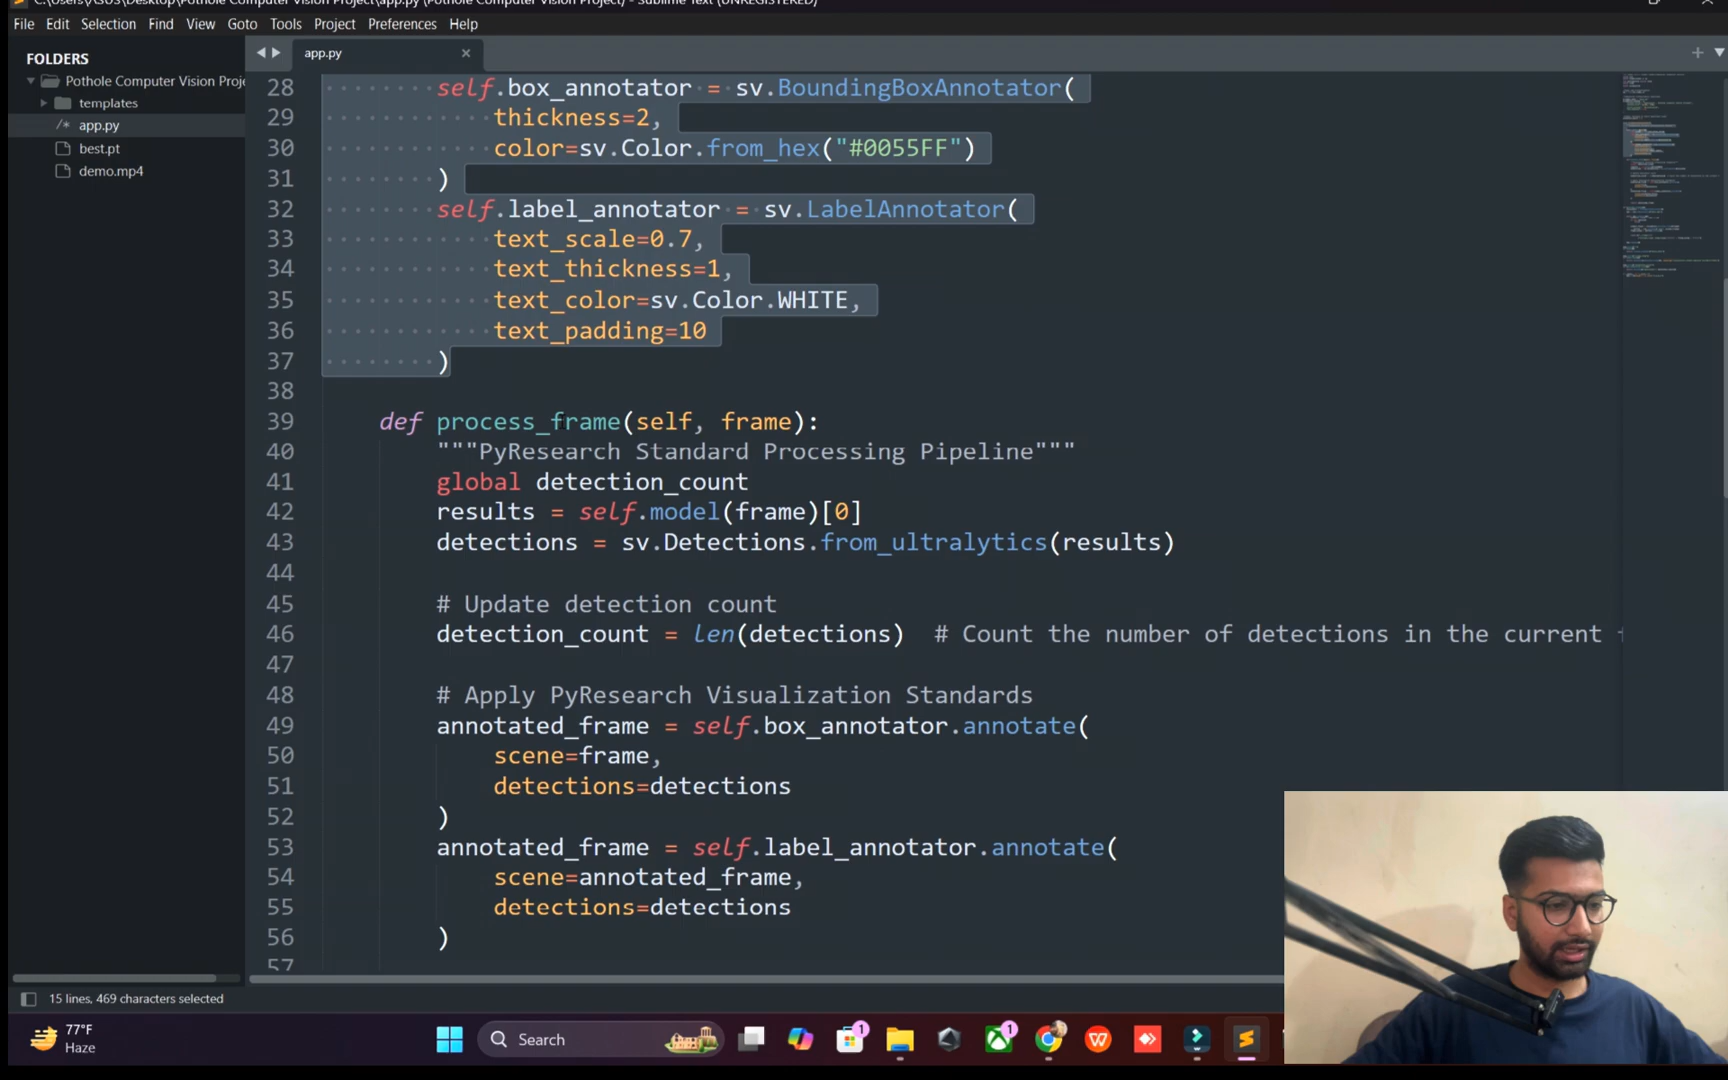 C:\Users\ASUS\Desktop\Pothole Computer Vision Project\app.py (Pothole Computer Vision Project) - Sublime Text (UNREGISTERED)
File Edit Selection Find View Goto Tools Project Preferences Help
FOLDERS
Pothole Computer Vision Proje
templates
/* app.py
best.pt
demo.mp4
app.py
28 self.box_annotator = sv.BoundingBoxAnnotator(
29 thickness=2,
30 color=sv.Color.from_hex("#0055FF")
31 )
32 self.label_annotator = sv.LabelAnnotator(
33 text_scale=0.7,
34 text_thickness=1,
35 text_color=sv.Color.WHITE,
36 text_padding=10
37 )
38
39 def process_frame(self, frame):
40 """PyResearch Standard Processing Pipeline"""
41 global detection_count
42 results = self.model(frame)[0]
43 detections = sv.Detections.from_ultralytics(results)
44
45 # Update detection count
46 detection_count = len(detections) # Count the number of detections in the current
47
48 # Apply PyResearch Visualization Standards
49 annotated_frame = self.box_annotator.annotate(
50 scene=frame,
51 detections=detections
52 )
53 annotated_frame = self.label_annotator.annotate(
54 scene=annotated_frame,
55 detections=detections
56 )
57
15 lines, 469 characters selected
77°F
Haze
Search
1
1